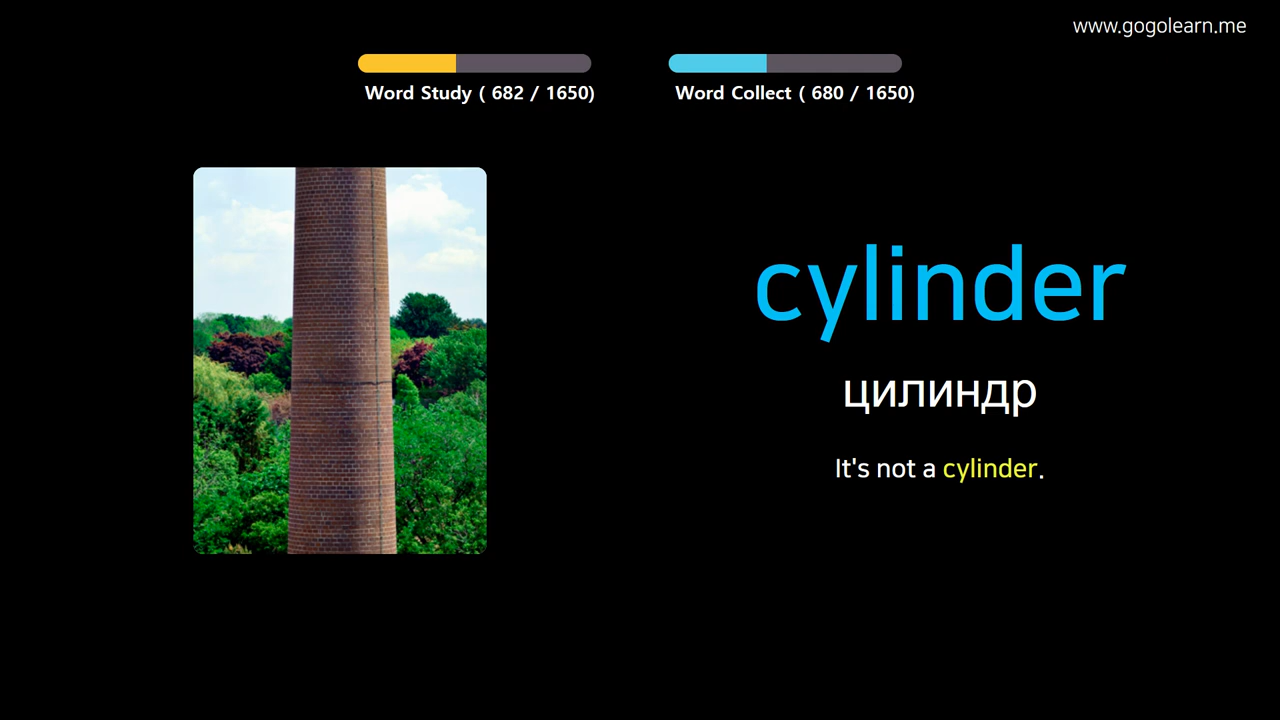 www.gogolearn.me
Word Study ( 682 / 1650)
Word Collect ( 680 / 1650)
cylinder
цилиндр
It's not a cylinder.